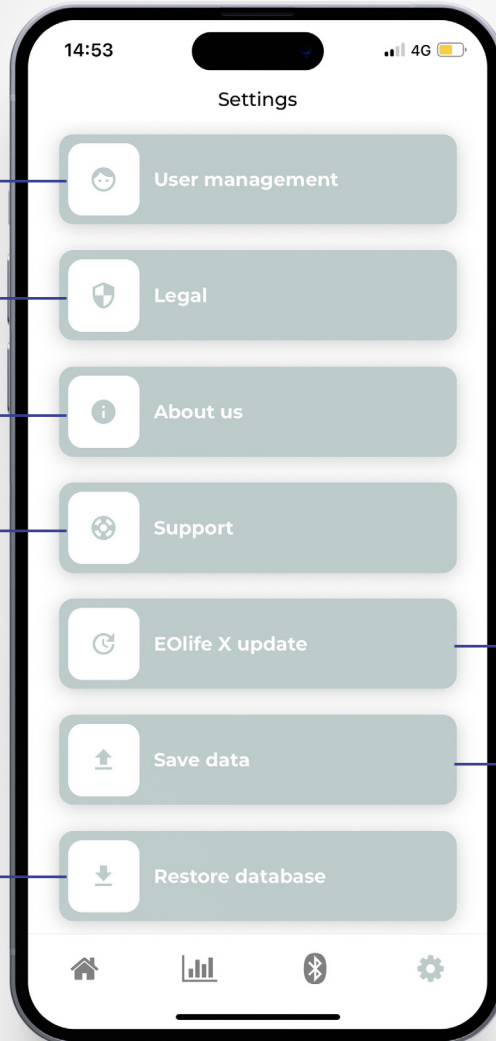 14:53
4G
Settings
User management
Legal
About us
Support
EOlife X update
Save data
Restore database